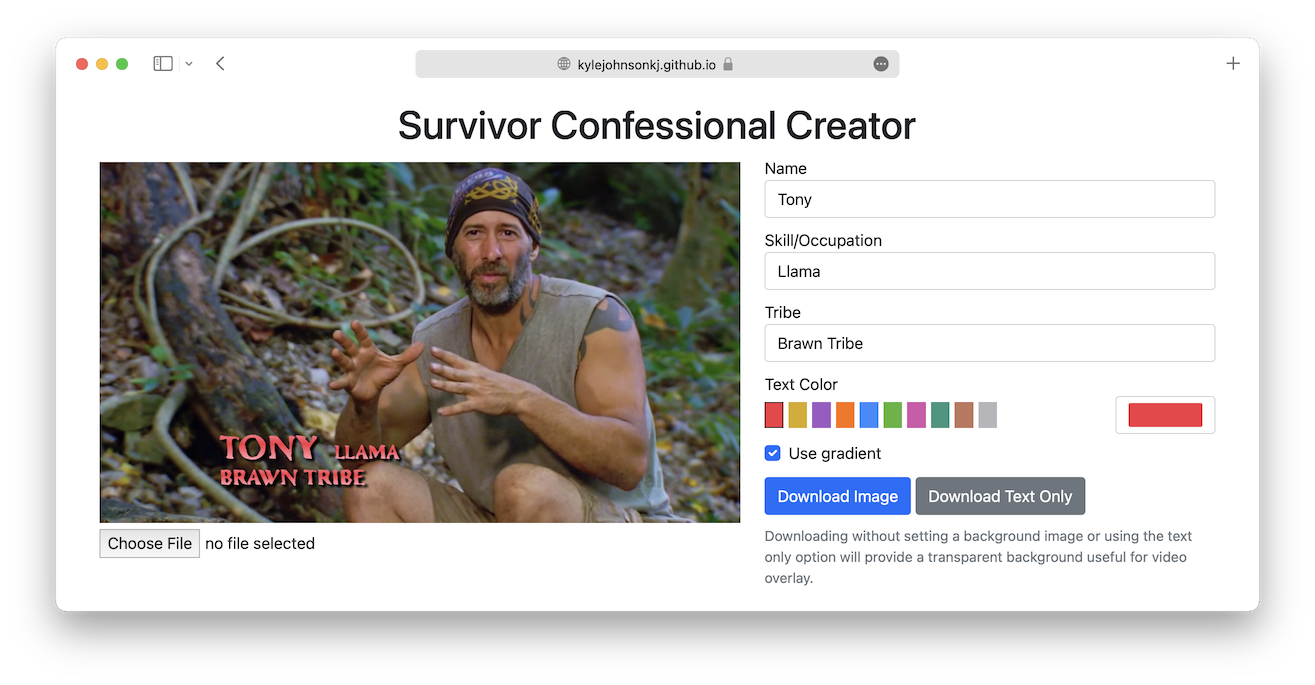 kylejohnsonkj.github.io
Survivor Confessional Creator
TONY LLAMA
BRAWN TRIBE
Choose File no file selected
Name
Tony
Skill/Occupation
Llama
Tribe
Brawn Tribe
Text Color
Use gradient
Download Image Download Text Only
Downloading without setting a background image or using the text
only option will provide a transparent background useful for video
overlay.